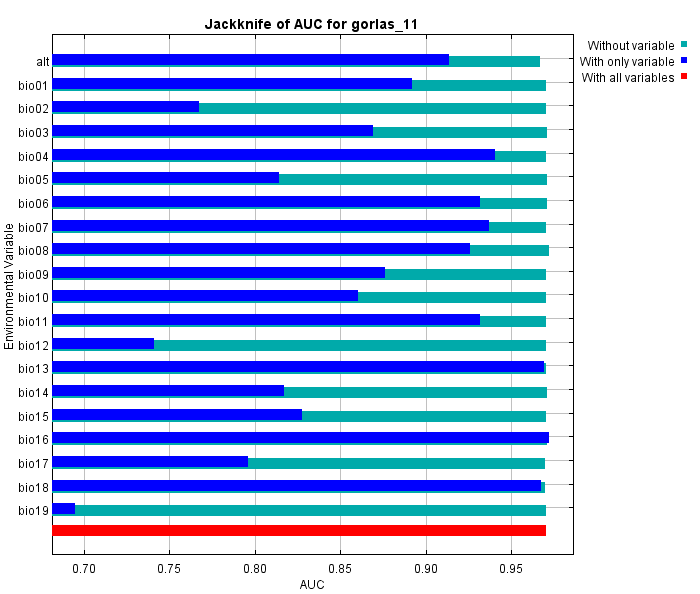 Jackknife of AUC for gorlas_11
Without variable
With only variable
With all variables
Environmental Variable
alt
bio01
bio02
bio03
bio04
bio05
bio06
bio07
bio08
bio09
bio10
bio11
bio12
bio13
bio14
bio15
bio16
bio17
bio18
bio19
0.70 0.75 0.80 0.85 0.90 0.95
AUC